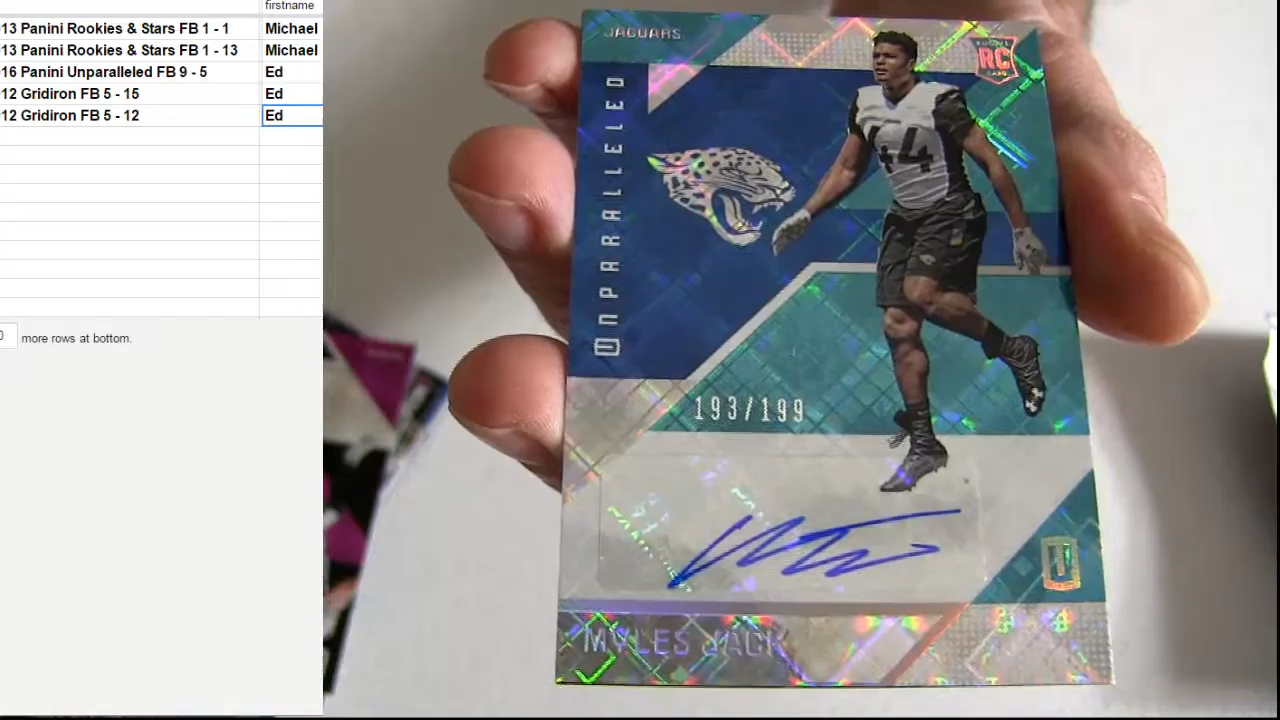 firstname
13 Panini Rookies & Stars FB 1 - 1 Michael
13 Panini Rookies & Stars FB 1 - 13 Michael
16 Panini Unparalleled FB 9 - 5 Ed
12 Gridiron FB 5 - 15 Ed
12 Gridiron FB 5 - 12 Ed
0 more rows at bottom.
JAGUARS
RC
UNPARALLELED
44
193/199
U
MYLES JACK